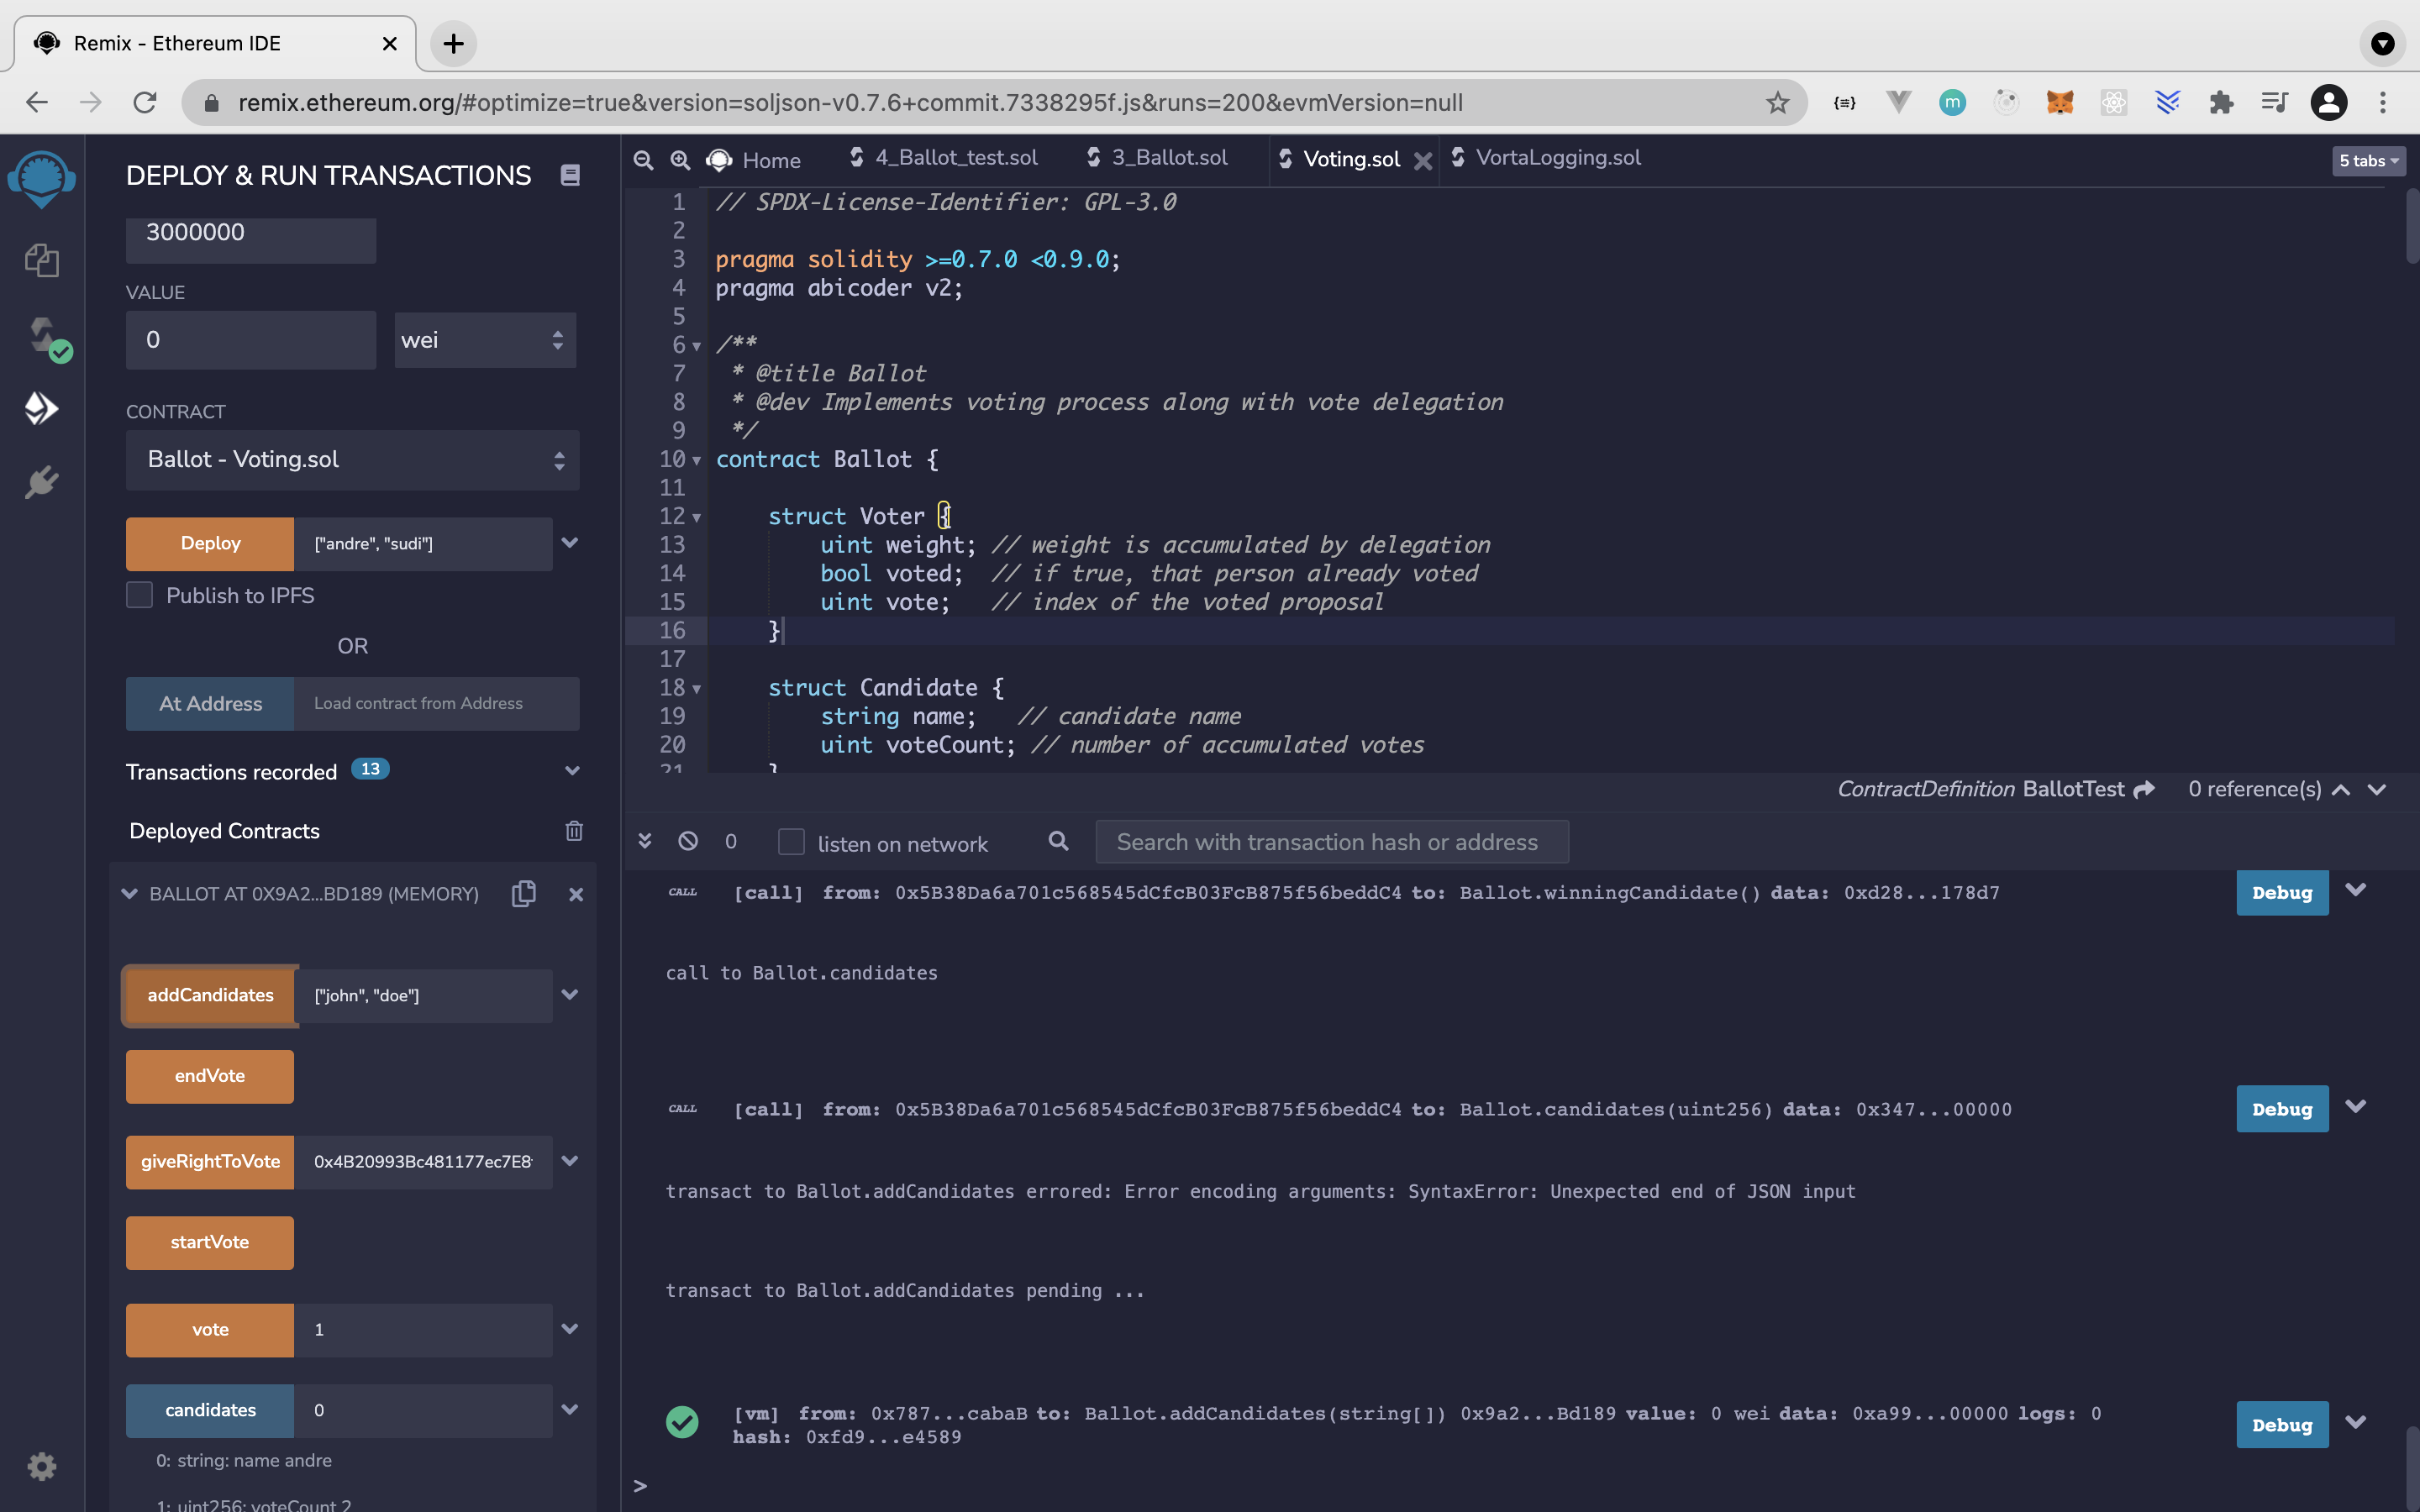 Remix - Ethereum IDE
remix.ethereum.org/#optimize=true&version=soljson-v0.7.6+commit.7338295f.js&runs=200&evmVersion=null
m
DEPLOY & RUN TRANSACTIONS
3000000
VALUE
0
wei
CONTRACT
Ballot - Voting.sol
Deploy ["andre", "sudi"]
Publish to IPFS
OR
At Address Load contract from Address
Transactions recorded 13
Deployed Contracts
BALLOT AT 0X9A2...BD189 (MEMORY)
addCandidates ["john", "doe"]
endVote
giveRightToVote 0x4B20993Bc481177ec7E8
startVote
vote 1
candidates 0
0: string: name andre
1: uint256: voteCount 2
Home 4_Ballot_test.sol 3_Ballot.sol Voting.sol VortaLogging.sol 5 tabs
1 // SPDX-License-Identifier: GPL-3.0
2
3 pragma solidity >=0.7.0 <0.9.0;
4 pragma abicoder v2;
5
6 /**
7 * @title Ballot
8 * @dev Implements voting process along with vote delegation
9 */
10 contract Ballot {
11
12 struct Voter {
13 uint weight; // weight is accumulated by delegation
14 bool voted; // if true, that person already voted
15 uint vote; // index of the voted proposal
16 }
17
18 struct Candidate {
19 string name; // candidate name
20 uint voteCount; // number of accumulated votes
21 }
ContractDefinition BallotTest 0 reference(s)
0 listen on network Search with transaction hash or address
CALL [call] from: 0x5B38Da6a701c568545dCfcB03FcB875f56beddC4 to: Ballot.winningCandidate() data: 0xd28...178d7 Debug
call to Ballot.candidates
CALL [call] from: 0x5B38Da6a701c568545dCfcB03FcB875f56beddC4 to: Ballot.candidates(uint256) data: 0x347...00000 Debug
transact to Ballot.addCandidates errored: Error encoding arguments: SyntaxError: Unexpected end of JSON input
transact to Ballot.addCandidates pending ...
[vm] from: 0x787...cabaB to: Ballot.addCandidates(string[]) 0x9a2...Bd189 value: 0 wei data: 0xa99...00000 logs: 0 Debug
hash: 0xfd9...e4589
>